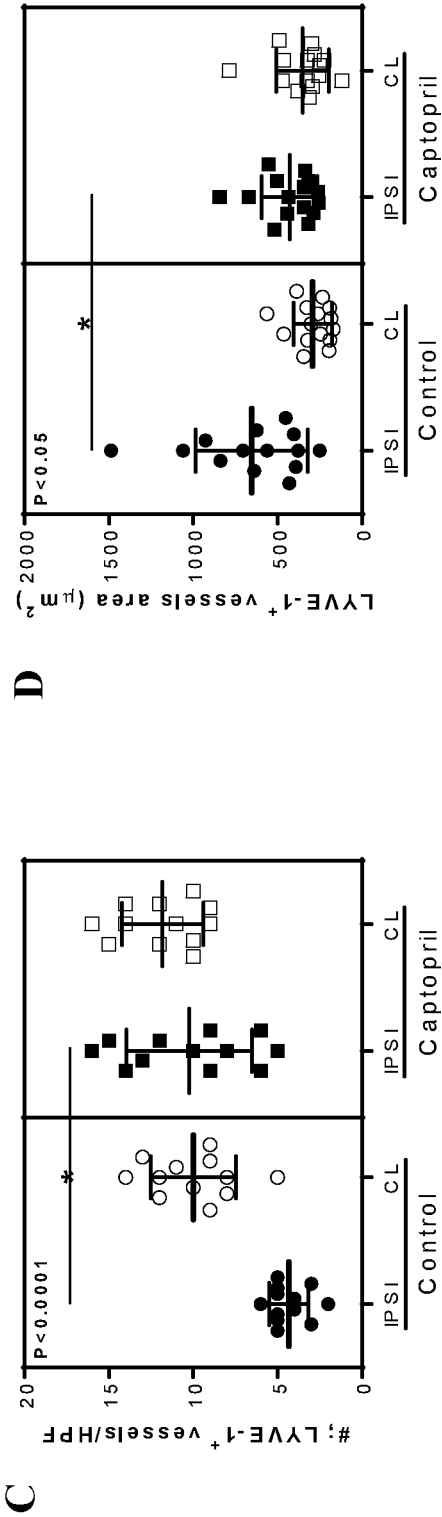 C
#; LYVE-1+ vessels/HPF
20
15
10
5
0
P<0.0001
*
IPSI CL IPSI CL
Control Captopril
D
LYVE-1+ vessels area (μm²)
2000
1500
1000
500
0
P<0.05
*
IPSI CL IPSI CL
Control Captopril